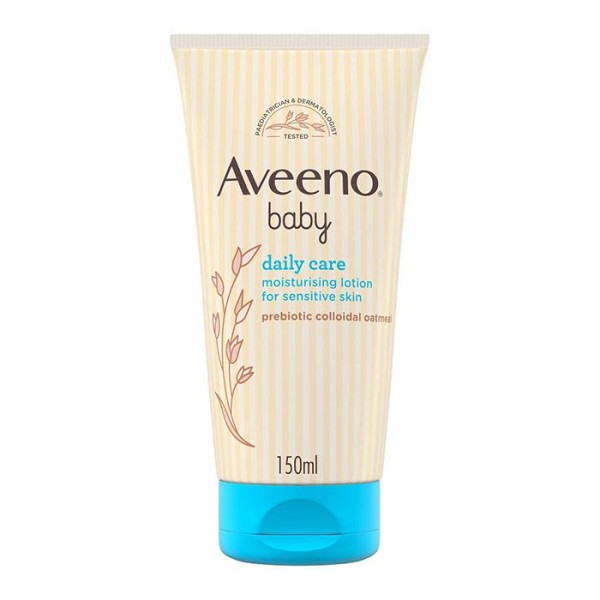 PAEDIATRICIAN & DERMATOLOGIST
TESTED
Aveeno®
baby
daily care
moisturising lotion
for sensitive skin
prebiotic colloidal oatmeal
150ml